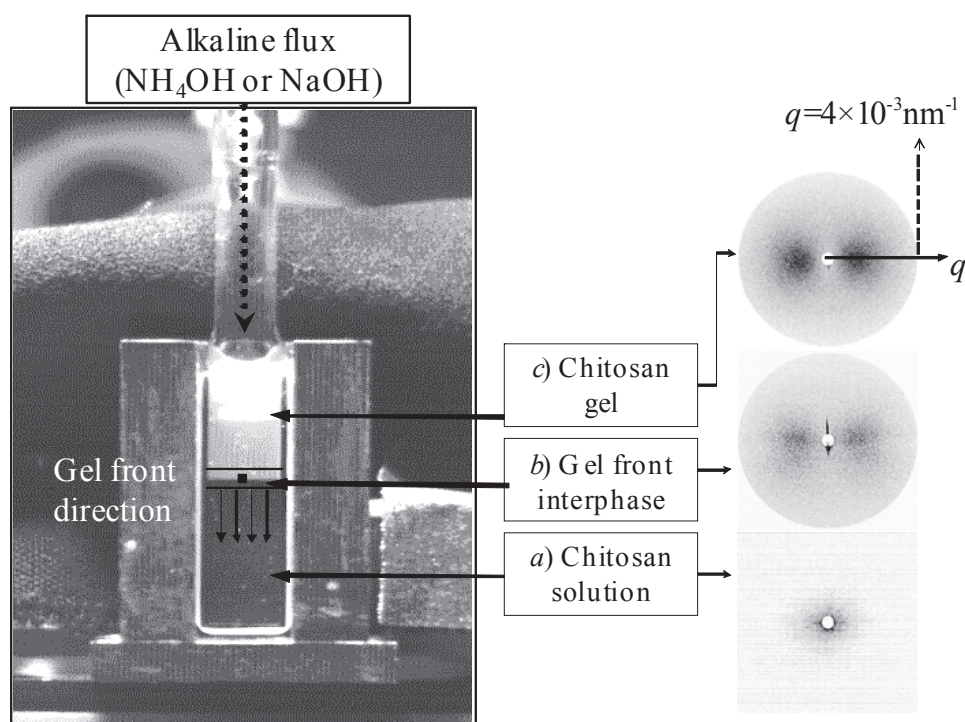 Alkaline flux
(NH₄OH or NaOH)
q=4×10⁻³nm⁻¹
q
c) Chitosan
gel
Gel front
direction
b) Gel front
interphase
a) Chitosan
solution